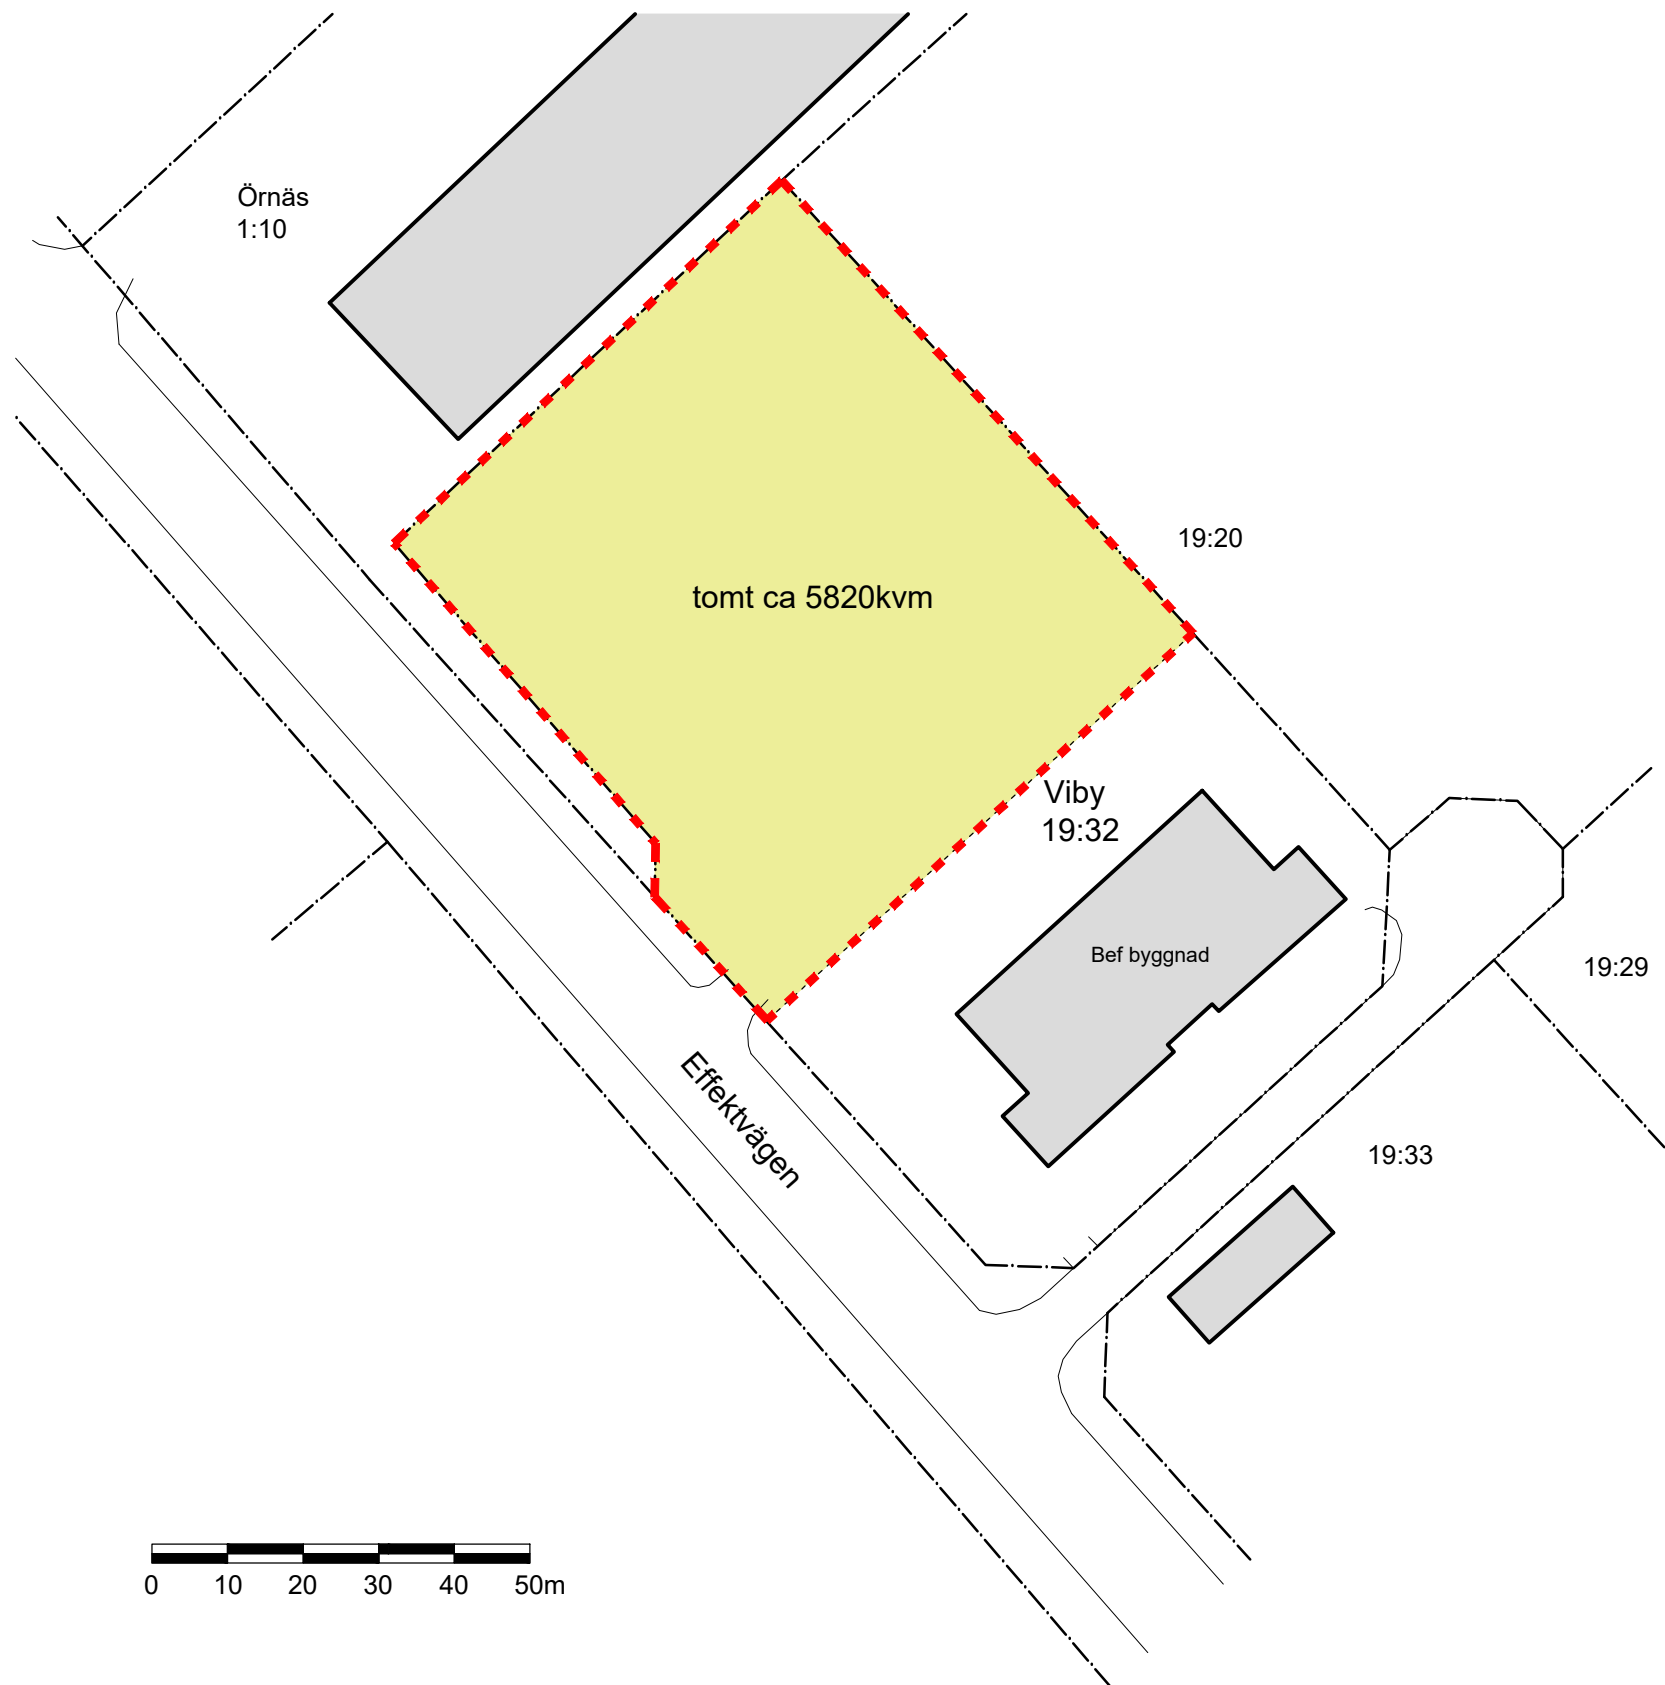 Örnäs
1:10
19:20
tomt ca 5820kvm
Viby
19:32
Bef byggnad
19:29
Effektvägen
19:33
0 10 20 30 40 50m